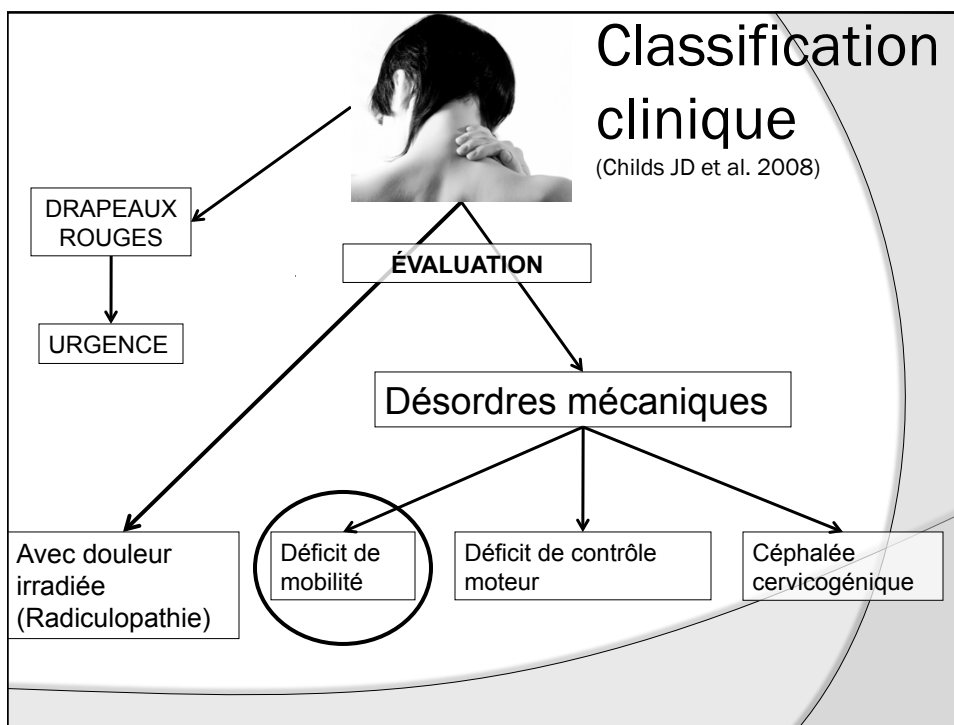 Classification
clinique
(Childs JD et al. 2008)
DRAPEAUX
ROUGES
ÉVALUATION
URGENCE
Désordres mécaniques
Avec douleur
irradiée
(Radiculopathie)
Déficit de
mobilité
Déficit de contrôle
moteur
Céphalée
cervicogénique